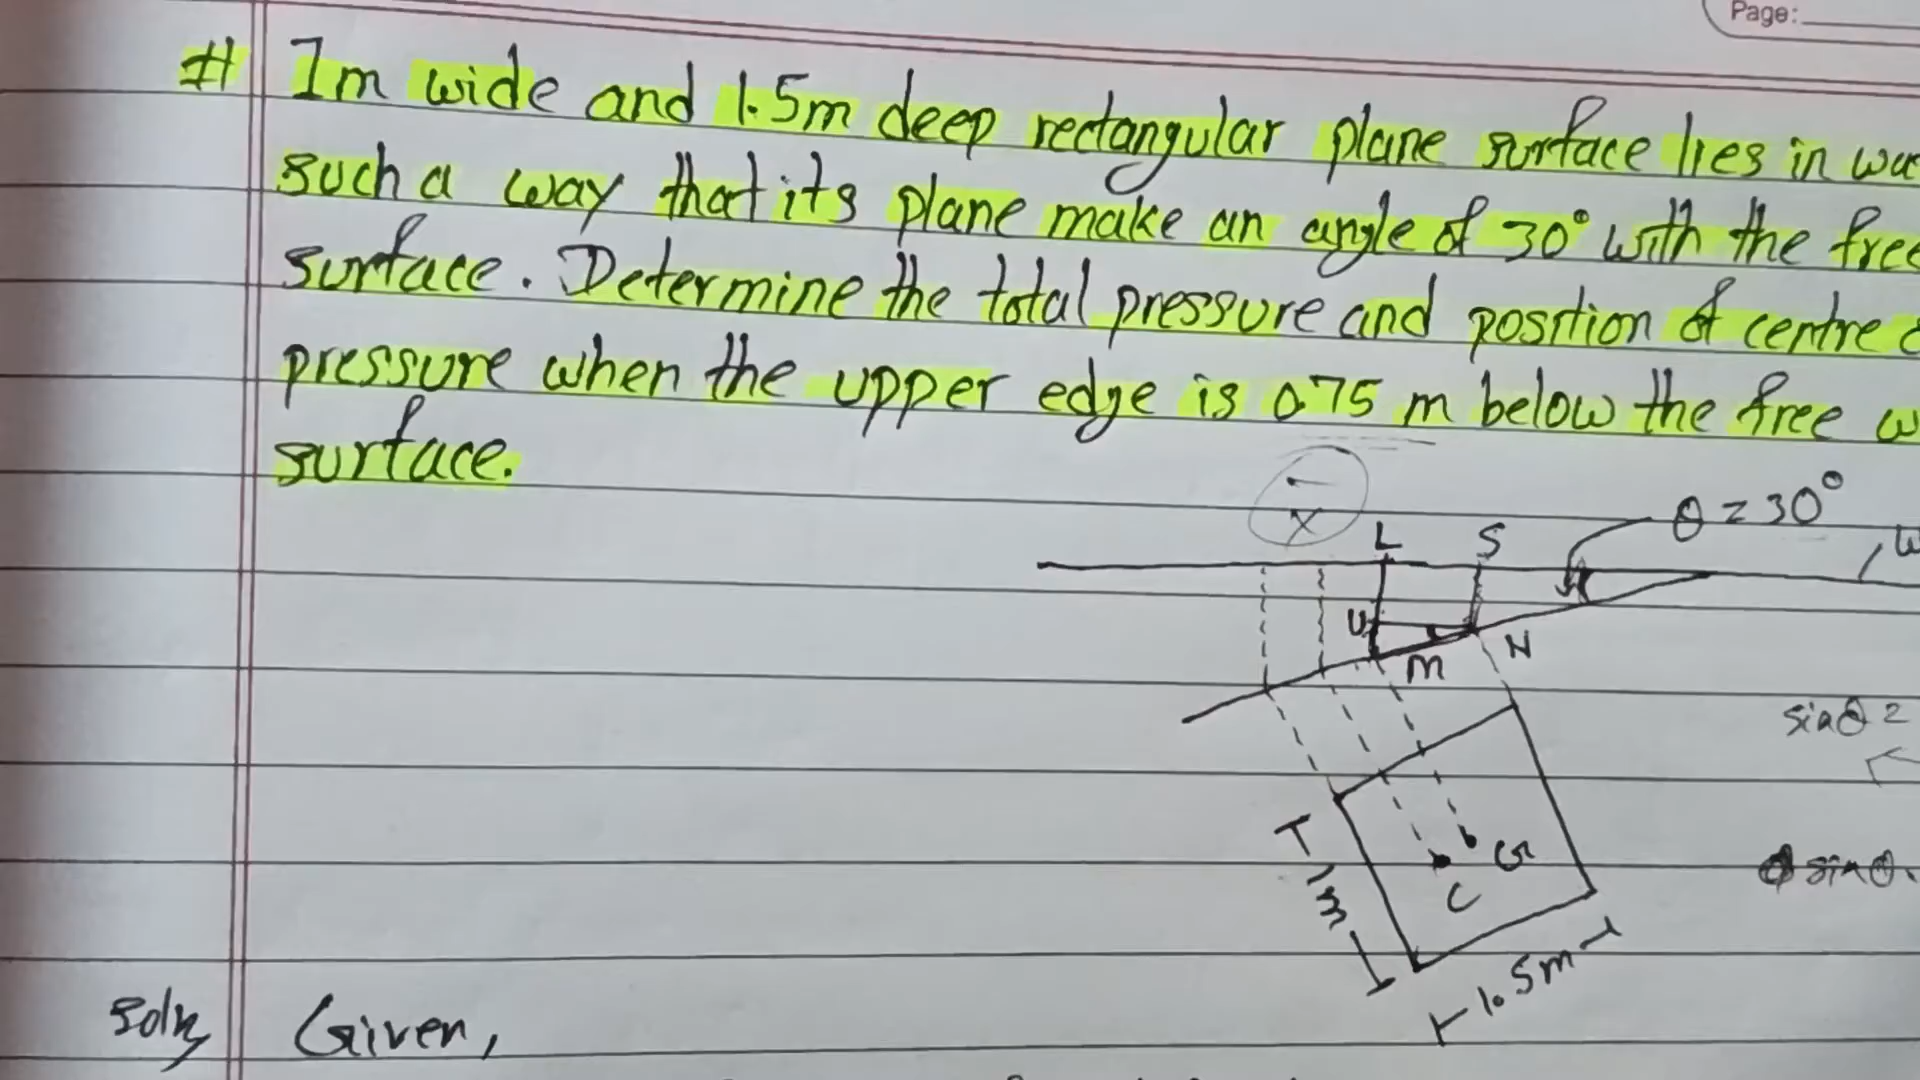 Page:
# 1m wide and 1.5m deep rectangular plane surface lies in
such a way that its plane make an angle of 30° with the free
surface. Determine the total pressure and position of centre
pressure when the upper edge is 0.75 m below the free
surface.
θ = 30°
L S
U
M N
sinθ =
G
C
sinθ.
1m
1.5m
Soln Given,